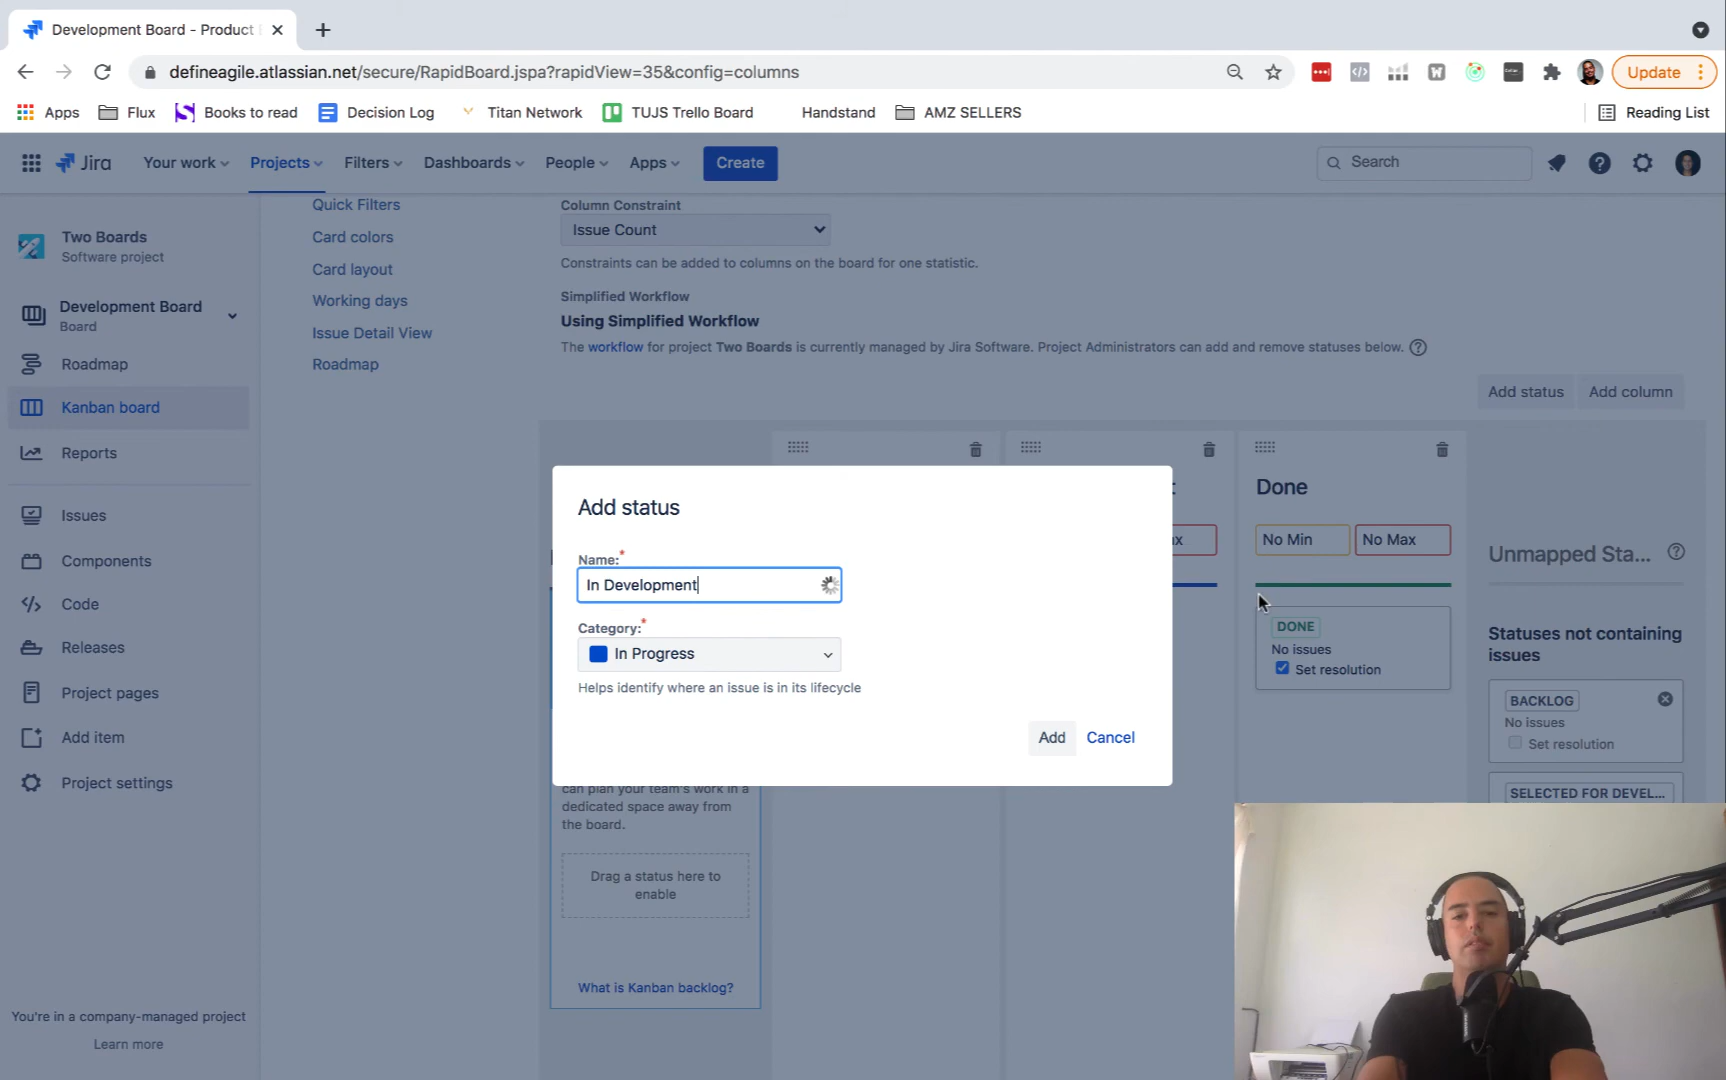 Development Board - Product
defineagile.atlassian.net/secure/RapidBoard.jspa?rapidView=35&config=columns
Update
Apps
Flux
Books to read
Decision Log
Titan Network
TUJS Trello Board
Handstand
AMZ SELLERS
Reading List
Jira
Your work
Projects
Filters
Dashboards
People
Apps
Create
Search
Two Boards
Software project
Development Board
Board
Roadmap
Kanban board
Reports
Issues
Components
Code
Releases
Project pages
Add item
Project settings
You're in a company-managed project
Learn more
Quick Filters
Card colors
Card layout
Working days
Issue Detail View
Roadmap
Column Constraint
Issue Count
Constraints can be added to columns on the board for one statistic.
Simplified Workflow
Using Simplified Workflow
The workflow for project Two Boards is currently managed by Jira Software. Project Administrators can add and remove statuses below.
Add status
Add column
Add status
Name:*
In Development
Category:*
In Progress
Helps identify where an issue is in its lifecycle
Add
Cancel
can plan your team's work in a
dedicated space away from
the board.
Drag a status here to
enable
What is Kanban backlog?
Done
No Min
No Max
DONE
No issues
Set resolution
Unmapped Sta...
Statuses not containing
issues
BACKLOG
No issues
Set resolution
SELECTED FOR DEVEL...